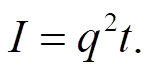 I = q²t.